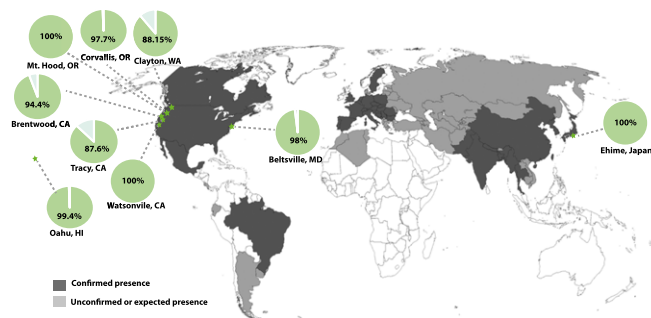 100%
Mt. Hood, OR
97.7%
Corvallis, OR
88.15%
Clayton, WA
94.4%
Brentwood, CA
87.6%
Tracy, CA
100%
Watsonvile, CA
99.4%
Oahu, HI
98%
Beltsville, MD
100%
Ehime, Japan
Confirmed presence
Unconfirmed or expected presence